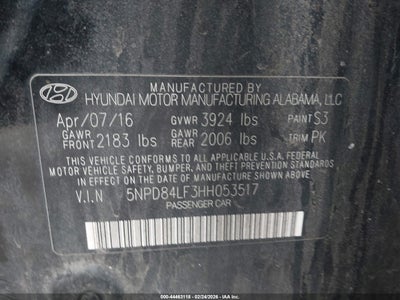 MANUFACTURED BY
HYUNDAI MOTOR MANUFACTURING ALABAMA, LLC
Apr/07/16 GVWR 3924 lbs PAINT S3
GAWR FRONT 2183 lbs GAWR REAR 2006 lbs TRIM PK
THIS VEHICLE CONFORMS TO ALL APPLICABLE U.S. FEDERAL
MOTOR VEHICLE SAFETY, BUMPER, AND THEFT PREVENTION
STANDARDS IN EFFECT ON THE DATE OF MANUFACTURE SHOWN ABOVE.
V.I.N 5NPD84LF3HH053517
PASSENGER CAR
000-44463118 - 02/24/2026 - IAAI.COM